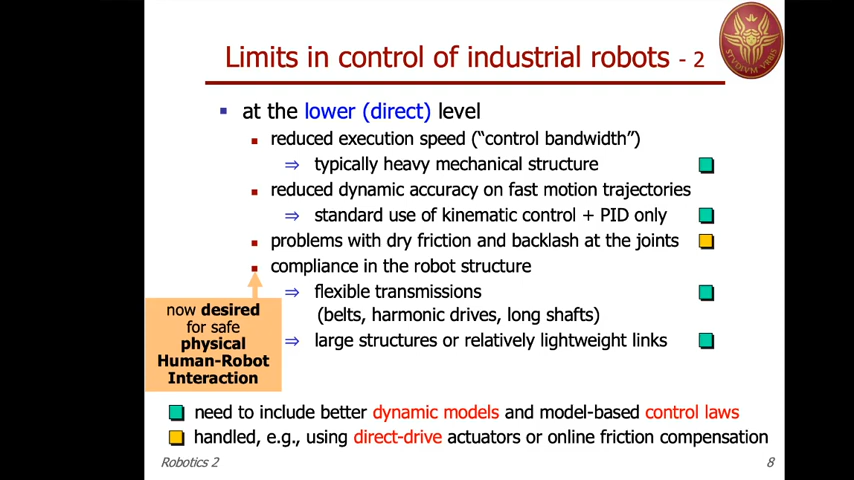 Limits in control of industrial robots - 2
STVDIVM VRBIS
at the lower (direct) level
reduced execution speed (“control bandwidth”)
⇒ typically heavy mechanical structure
reduced dynamic accuracy on fast motion trajectories
⇒ standard use of kinematic control + PID only
problems with dry friction and backlash at the joints
compliance in the robot structure
⇒ flexible transmissions
(belts, harmonic drives, long shafts)
⇒ large structures or relatively lightweight links
now desired
for safe
physical
Human-Robot
Interaction
need to include better dynamic models and model-based control laws
handled, e.g., using direct-drive actuators or online friction compensation
Robotics 2
8